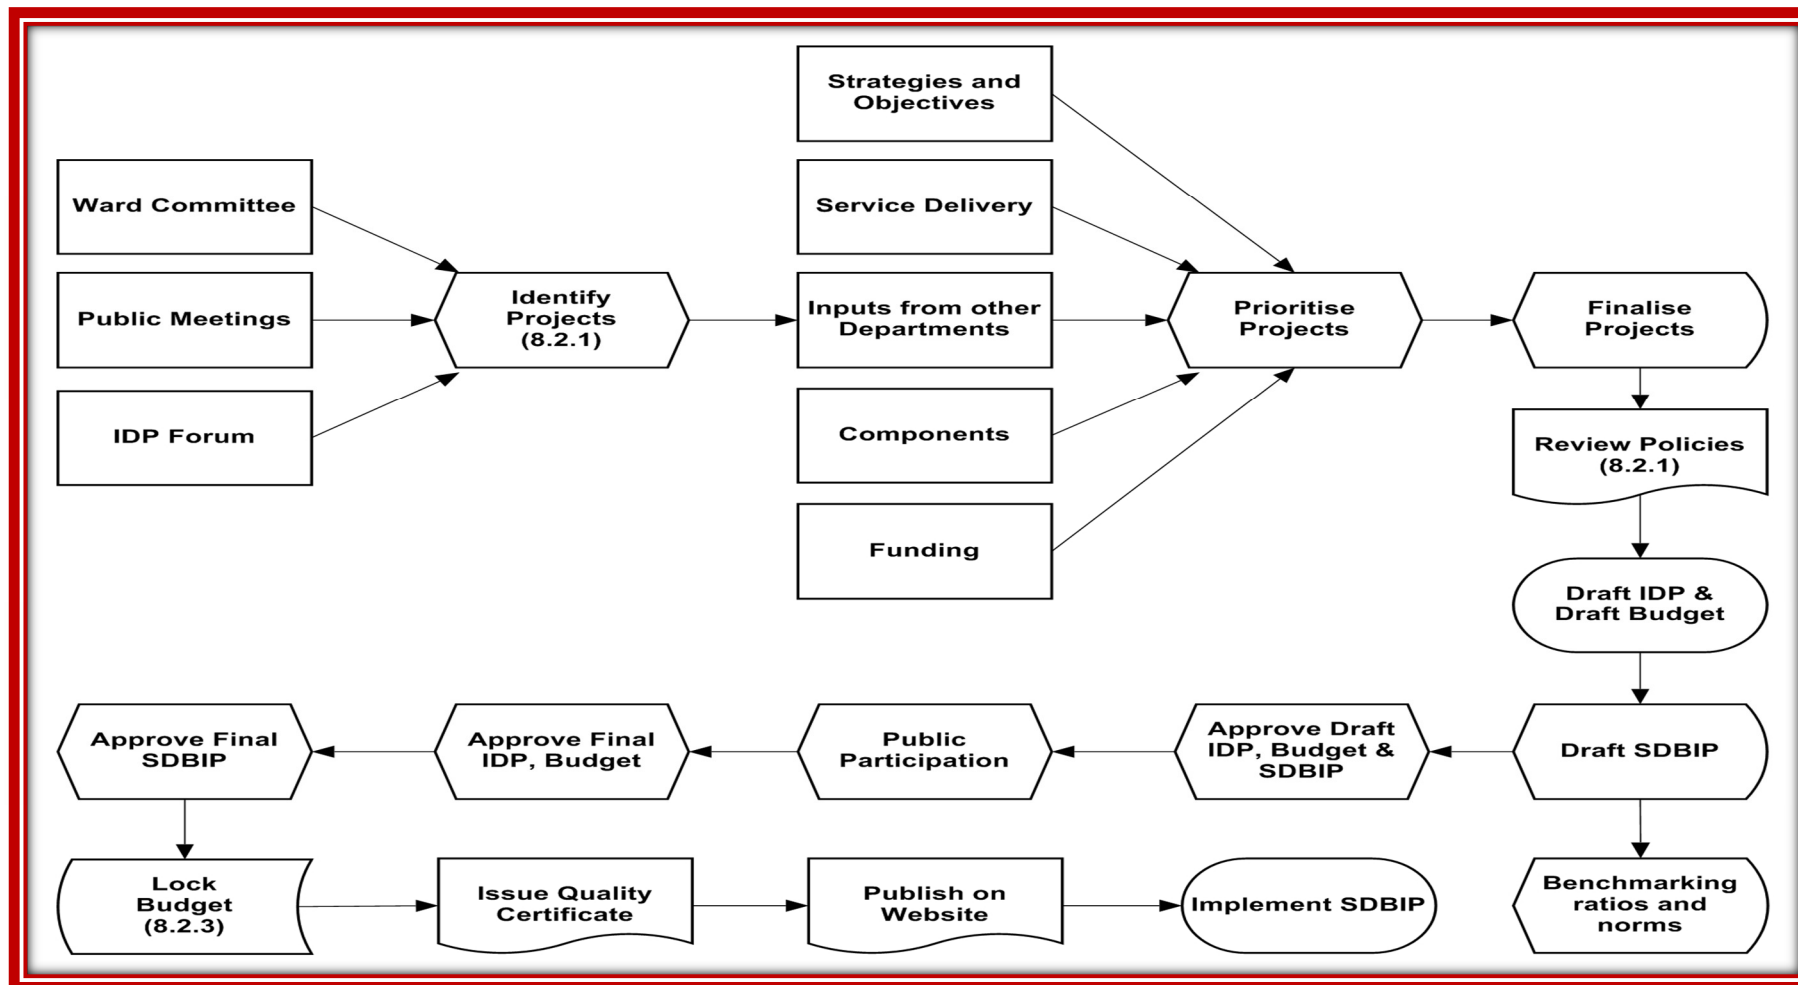 Strategies and
Objectives
Ward Committee
Service Delivery
Public Meetings
Identify
Projects
(8.2.1)
Inputs from other
Departments
Prioritise
Projects
Finalise
Projects
IDP Forum
Components
Review Policies
(8.2.1)
Funding
Draft IDP &
Draft Budget
Approve Final
SDBIP
Approve Final
IDP, Budget
Public
Participation
Approve Draft
IDP, Budget &
SDBIP
Draft SDBIP
Lock
Budget
(8.2.3)
Issue Quality
Certificate
Publish on
Website
Implement SDBIP
Benchmarking
ratios and
norms